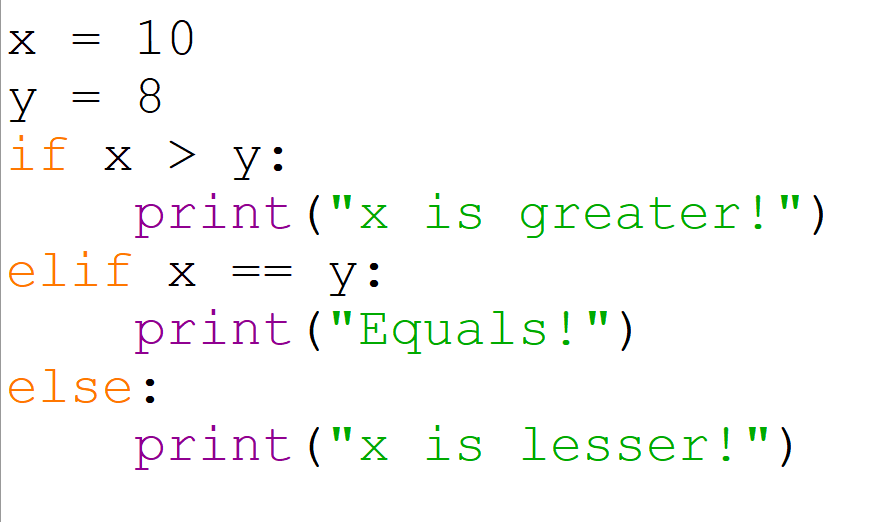 x = 10
y = 8
if x > y:
    print("x is greater!")
elif x == y:
    print("Equals!")
else:
    print("x is lesser!")